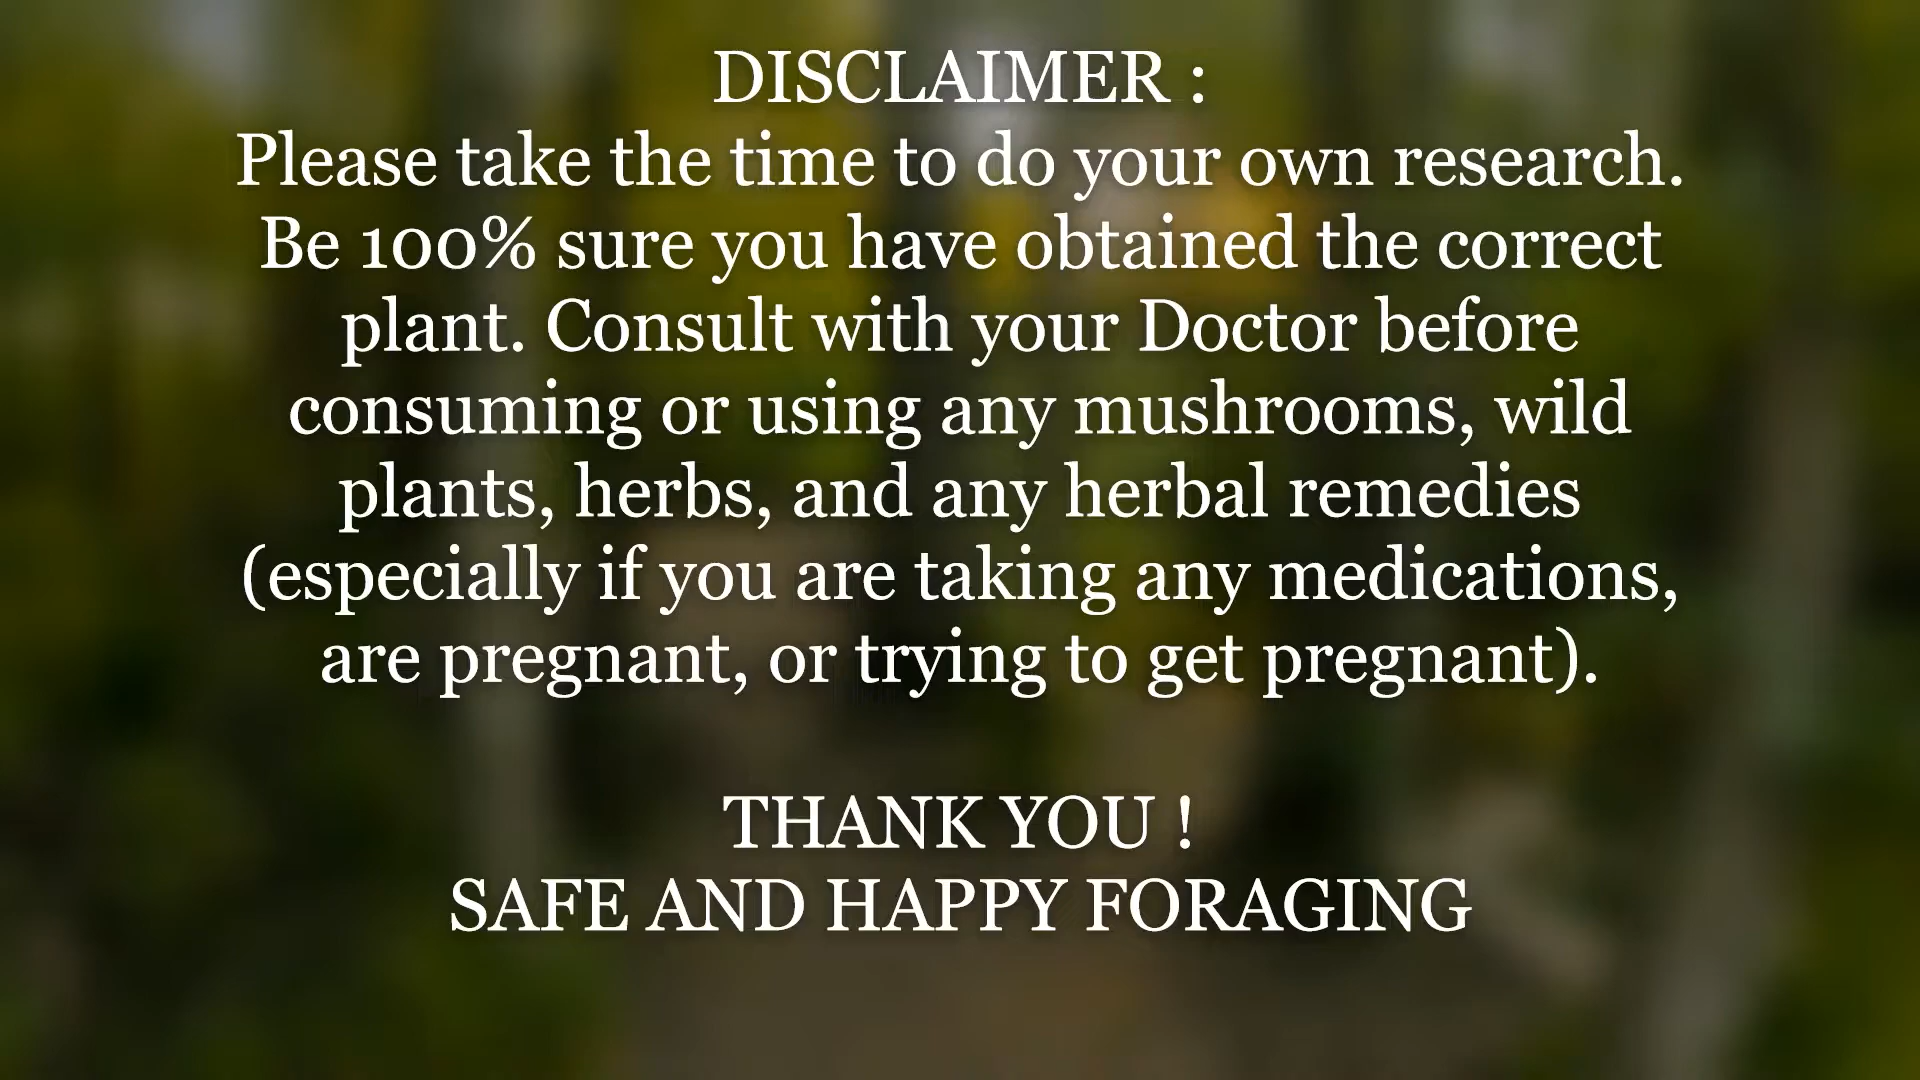 DISCLAIMER :
Please take the time to do your own research.
Be 100% sure you have obtained the correct
plant. Consult with your Doctor before
consuming or using any mushrooms, wild
plants, herbs, and any herbal remedies
(especially if you are taking any medications,
are pregnant, or trying to get pregnant).
THANK YOU !
SAFE AND HAPPY FORAGING